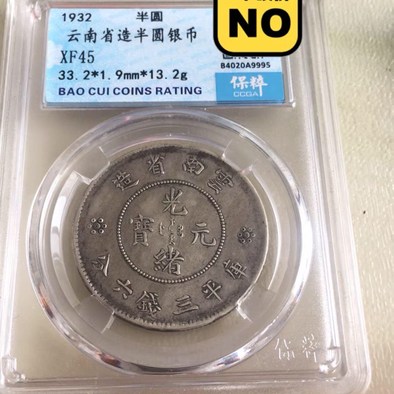 1932 半圓
云南省造半圆银币
XF45
33.2*1.9mm*13.2g
BAO CUI COINS RATING
NO
B4020A9995
保粹
CCGA
造省南雲
光緒元寶
庫平三錢六分
保粹